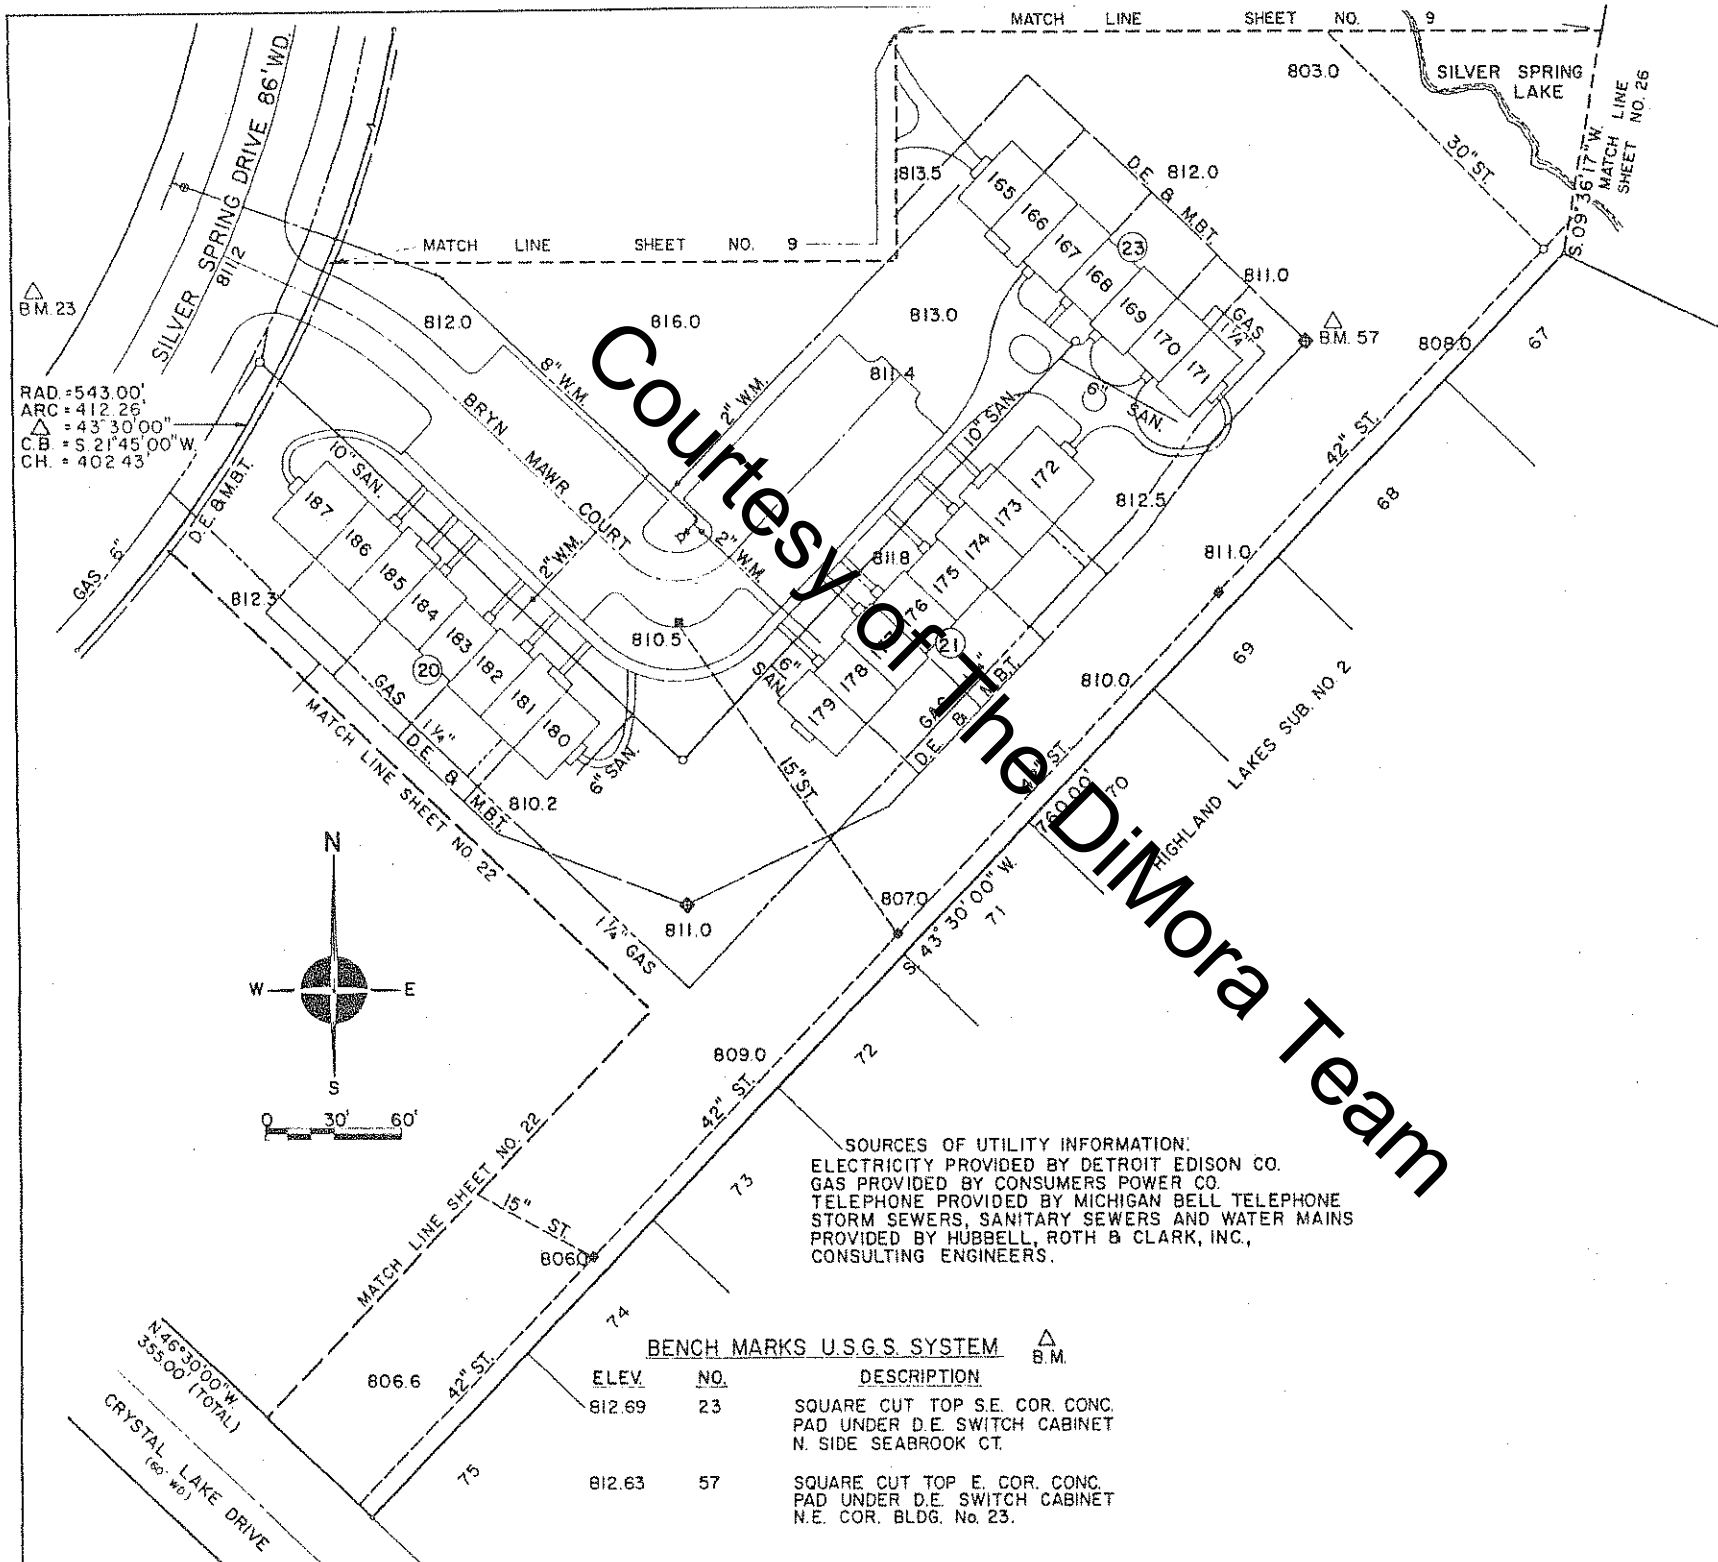 MATCH LINE SHEET NO. 9
SILVER SPRING DRIVE 86' WD.
803.0
SILVER SPRING
LAKE
MATCH LINE
SHEET NO. 26
S. 09° 36' 17" W.
30" ST.
813.5
D.E. & M.B.T.
812.0
165
166
167
168
169
170
171
23
811.2
MATCH LINE SHEET NO. 9
811.0
GAS
1 1/4"
B.M. 23
B.M. 57
812.0
816.0
813.0
808.0
67
8" W.M.
2" W.M.
811.4
RAD. = 543.00'
ARC = 412.26'
△ = 43° 30' 00"
C.B. = S. 21° 45' 00" W.
CH. = 402.43'
BRYN
MAWR
COURT
10" SAN.
6"
SAN.
42" ST.
10" SAN.
D.E. & M.B.T.
172
173
174
175
176
178
179
21
812.5
68
187
186
185
184
183
182
181
180
20
2" W.M.
2" W.M.
811.8
811.0
GAS 6"
812.3
810.5
6"
SAN.
69
810.0
GAS
D.E. & M.B.T.
GAS
1 1/4"
MATCH LINE SHEET NO. 22
D.E. & M.B.T.
810.2
6" SAN.
15" ST.
42" ST.
760.00'
70
HIGHLAND LAKES SUB. NO. 2
N
W
E
S
0 30' 60'
1 1/4" GAS
811.0
807.0
S. 43° 30' 00" W.
71
809.0
72
42" ST.
MATCH LINE SHEET NO. 22
15" ST.
73
806.0
SOURCES OF UTILITY INFORMATION:
ELECTRICITY PROVIDED BY DETROIT EDISON CO.
GAS PROVIDED BY CONSUMERS POWER CO.
TELEPHONE PROVIDED BY MICHIGAN BELL TELEPHONE
STORM SEWERS, SANITARY SEWERS AND WATER MAINS
PROVIDED BY HUBBELL, ROTH & CLARK, INC.,
CONSULTING ENGINEERS.
74
N. 46° 30' 00" W.
355.00' (TOTAL)
806.6
42" ST.
CRYSTAL LAKE DRIVE
(60' WD.)
75
BENCH MARKS U.S.G.S. SYSTEM
B.M.
ELEV. NO. DESCRIPTION
812.69 23 SQUARE CUT TOP S.E. COR. CONC.
PAD UNDER D.E. SWITCH CABINET
N. SIDE SEABROOK CT.
812.63 57 SQUARE CUT TOP E. COR. CONC.
PAD UNDER D.E. SWITCH CABINET
N.E. COR. BLDG. No. 23.
Courtesy of The DiMora Team